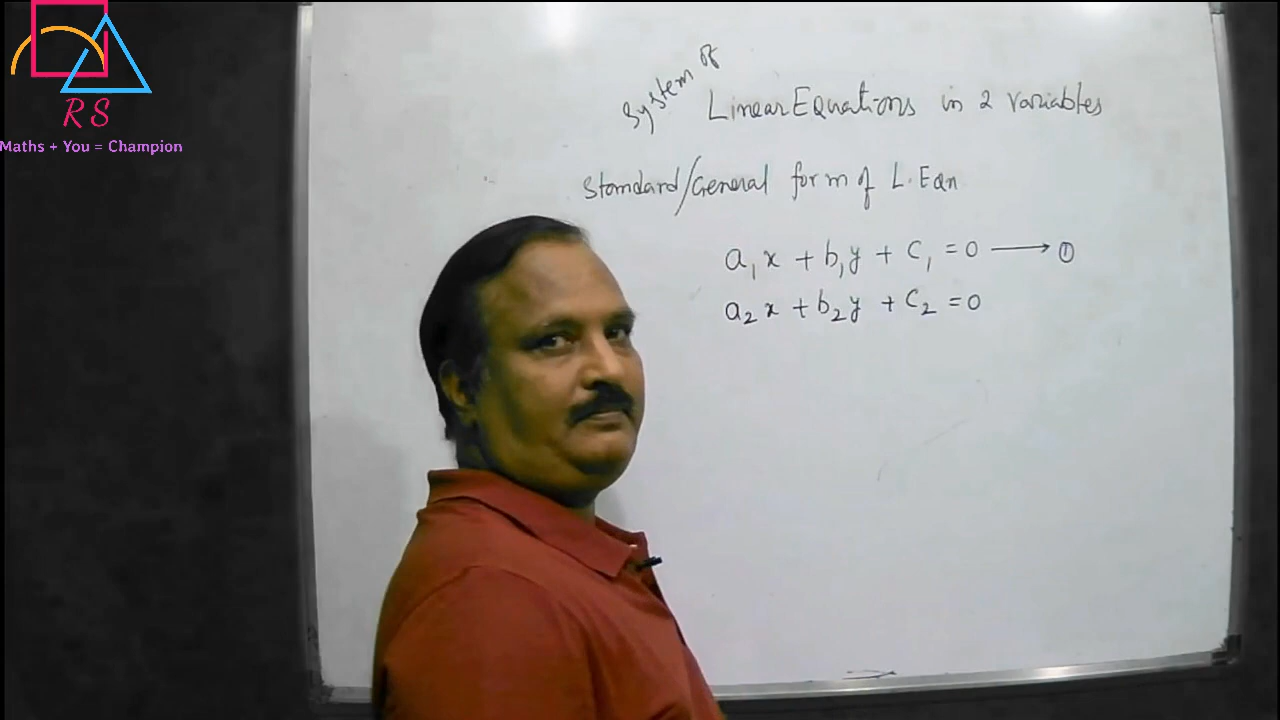 RS
Maths + You = Champion
System of
Linear Equations in 2 variables
Standard/General form of L.Eqn
a₁x + b₁y + c₁ = 0 ⟶ ①
a₂x + b₂y + c₂ = 0